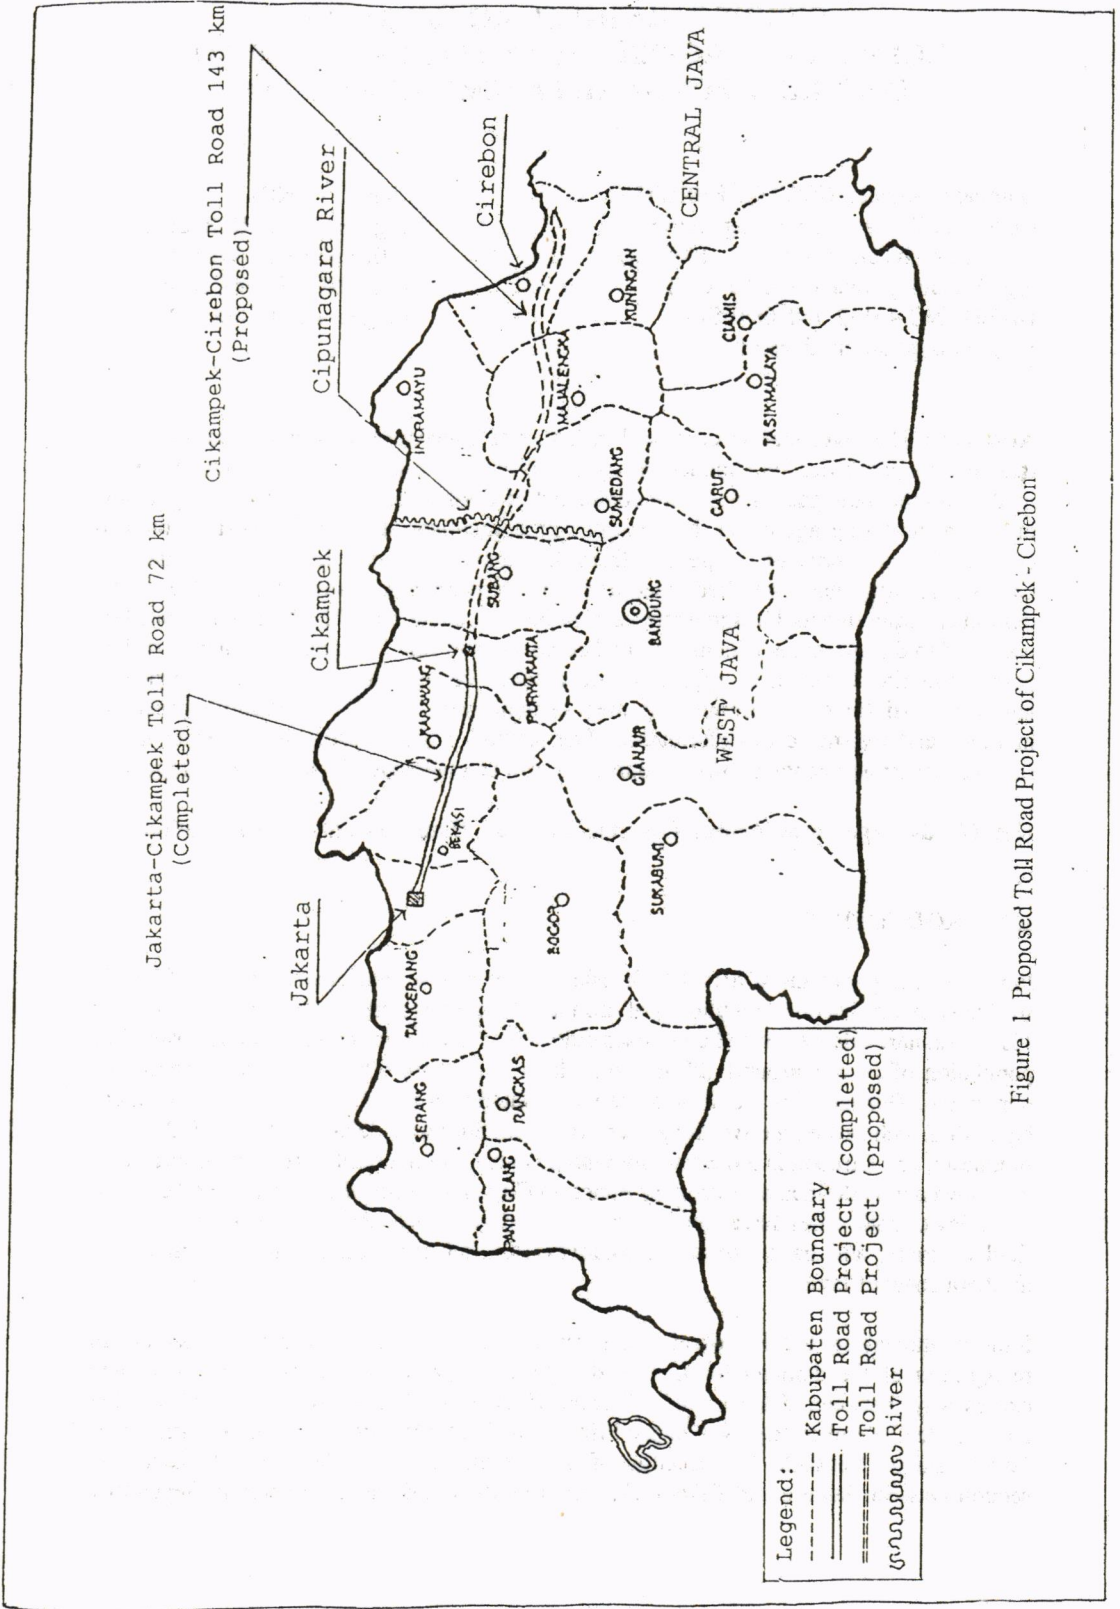 Jakarta-Cikampek Toll Road 72 km
(Completed)
Cikampek-Cirebon Toll Road 143 km
(Proposed)
Jakarta
Cikampek
Cipunagara River
Cirebon
SERANG
TANGERANG
BEKASI
KARAWANG
SUBANG
INDRAMAYU
PANDEGLANG
RANGKAS
BOGOR
PURWAKARTA
SUMEDANG
MAJALENGKA
KUNINGAN
SUKABUMI
CIANJUR
BANDUNG
GARUT
TASIKMALAYA
CIAMIS
WEST JAVA
CENTRAL JAVA
Legend:
Kabupaten Boundary
Toll Road Project (completed)
Toll Road Project (proposed)
River
Figure 1 Proposed Toll Road Project of Cikampek - Cirebon